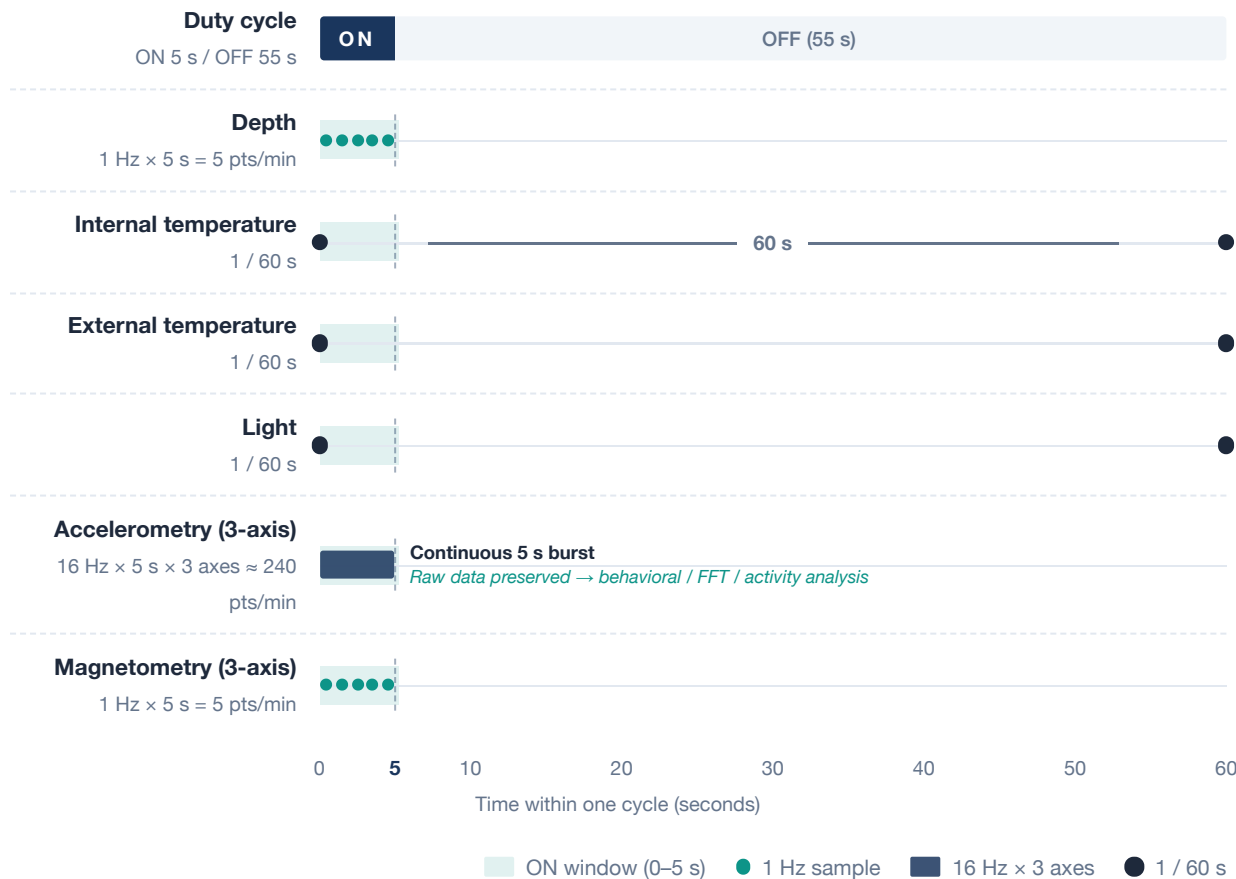 Duty cycle
ON 5 s / OFF 55 s
ON
OFF (55 s)
Depth
1 Hz × 5 s = 5 pts/min
Internal temperature
1 / 60 s
60 s
External temperature
1 / 60 s
Light
1 / 60 s
Accelerometry (3-axis)
16 Hz × 5 s × 3 axes ≈ 240
pts/min
Continuous 5 s burst
Raw data preserved → behavioral / FFT / activity analysis
Magnetometry (3-axis)
1 Hz × 5 s = 5 pts/min
0 5 10 20 30 40 50 60
Time within one cycle (seconds)
ON window (0–5 s) 1 Hz sample 16 Hz × 3 axes 1 / 60 s